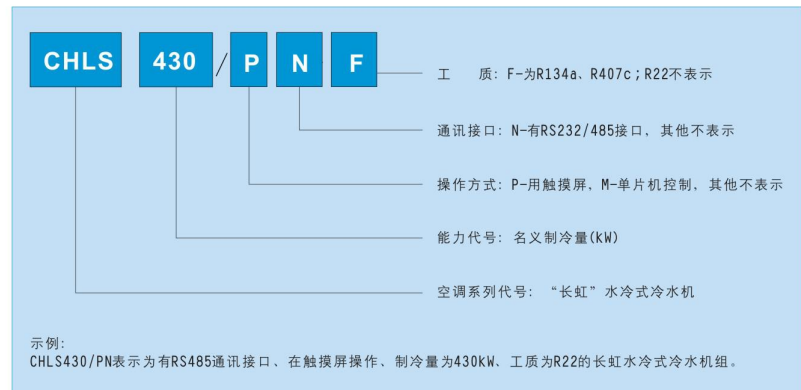 CHLS 430 / P N F
工 质: F-为R134a、R407c；R22不表示
通讯接口: N-有RS232/485接口, 其他不表示
操作方式: P-用触摸屏, M-单片机控制, 其他不表示
能力代号: 名义制冷量(kW)
空调系列代号: “长虹”水冷式冷水机
示例:
CHLS430/PN表示为有RS485通讯接口、在触摸屏操作、制冷量为430kW、工质为R22的长虹水冷式冷水机组。